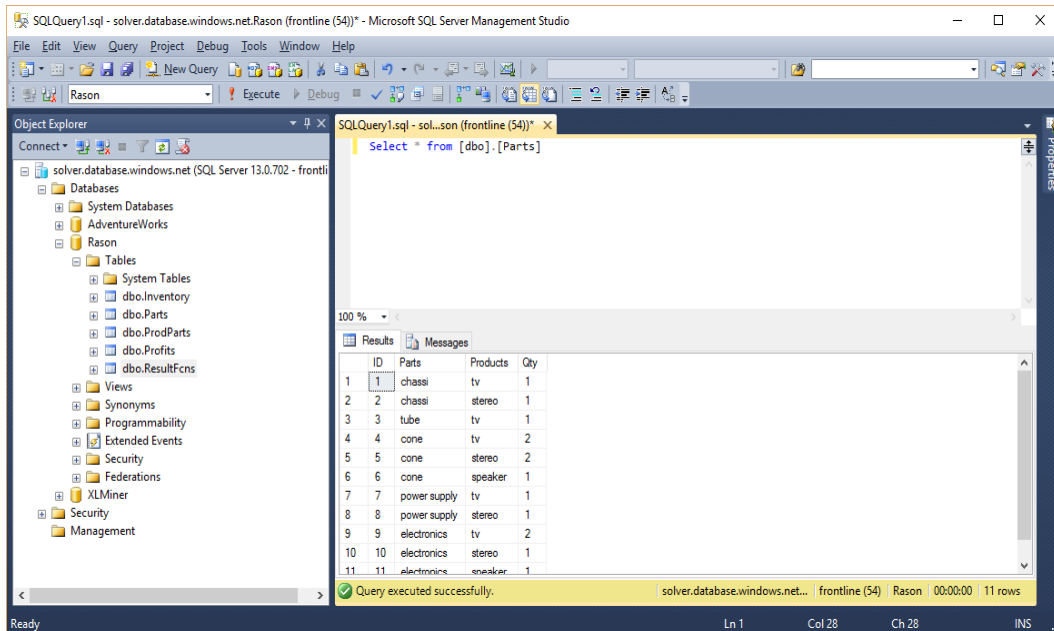 SQLQuery1.sql - solver.database.windows.net.Rason (frontline (54))* - Microsoft SQL Server Management Studio
File Edit View Query Project Debug Tools Window Help
New Query
Rason Execute Debug
Object Explorer
Connect
solver.database.windows.net (SQL Server 13.0.702 - frontli
Databases
System Databases
AdventureWorks
Rason
Tables
System Tables
dbo.Inventory
dbo.Parts
dbo.ProdParts
dbo.Profits
dbo.ResultFcns
Views
Synonyms
Programmability
Extended Events
Security
Federations
XLMiner
Security
Management
SQLQuery1.sql - sol...son (frontline (54))*
Select * from [dbo].[Parts]
Properties
100 %
Results Messages
ID Parts Products Qty
1 1 chassi tv 1
2 2 chassi stereo 1
3 3 tube tv 1
4 4 cone tv 2
5 5 cone stereo 2
6 6 cone speaker 1
7 7 power supply tv 1
8 8 power supply stereo 1
9 9 electronics tv 2
10 10 electronics stereo 1
11 11 electronics speaker 1
Query executed successfully. solver.database.windows.net... frontline (54) Rason 00:00:00 11 rows
Ready Ln 1 Col 28 Ch 28 INS